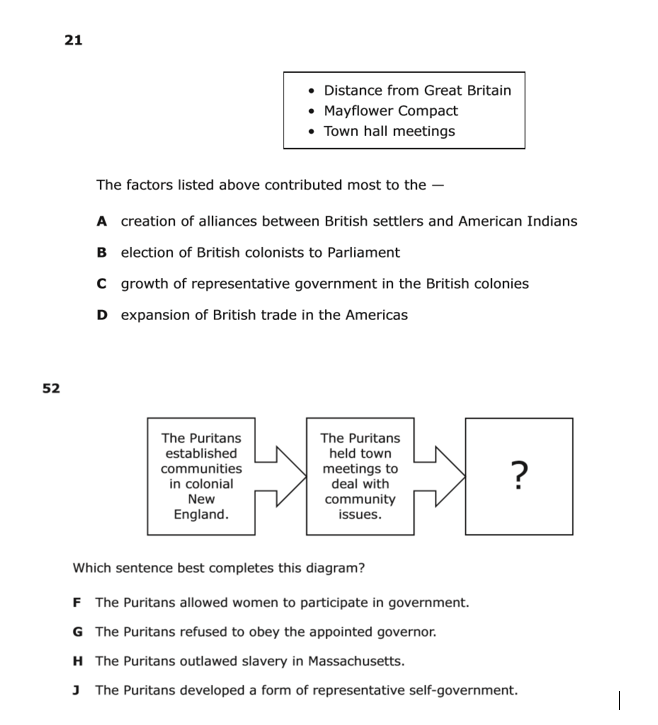 21
• Distance from Great Britain
• Mayflower Compact
• Town hall meetings
The factors listed above contributed most to the —
A creation of alliances between British settlers and American Indians
B election of British colonists to Parliament
C growth of representative government in the British colonies
D expansion of British trade in the Americas
52
The Puritans
established
communities
in colonial
New
England.
The Puritans
held town
meetings to
deal with
community
issues.
?
Which sentence best completes this diagram?
F The Puritans allowed women to participate in government.
G The Puritans refused to obey the appointed governor.
H The Puritans outlawed slavery in Massachusetts.
J The Puritans developed a form of representative self-government.